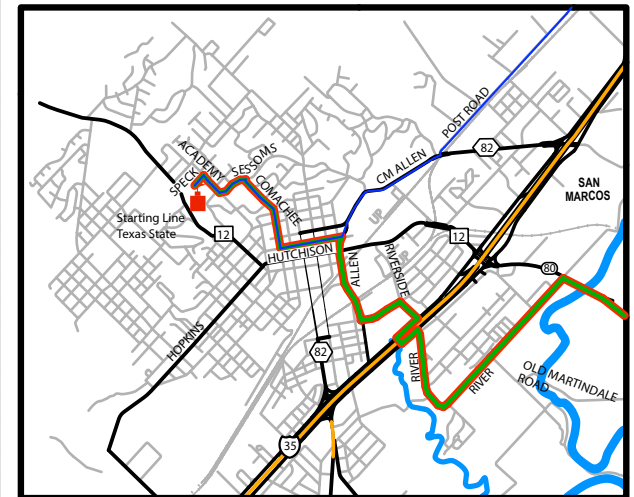 POST ROAD
82
ACADEMY
SESSOMS
CM ALLEN
SPECK
COMACHEE
SAN
MARCOS
Starting Line
Texas State
12
12
HUTCHISON
ALLEN
RIVERSIDE
80
HOPKINS
82
RIVER
RIVER
OLD MARTINDALE
ROAD
35